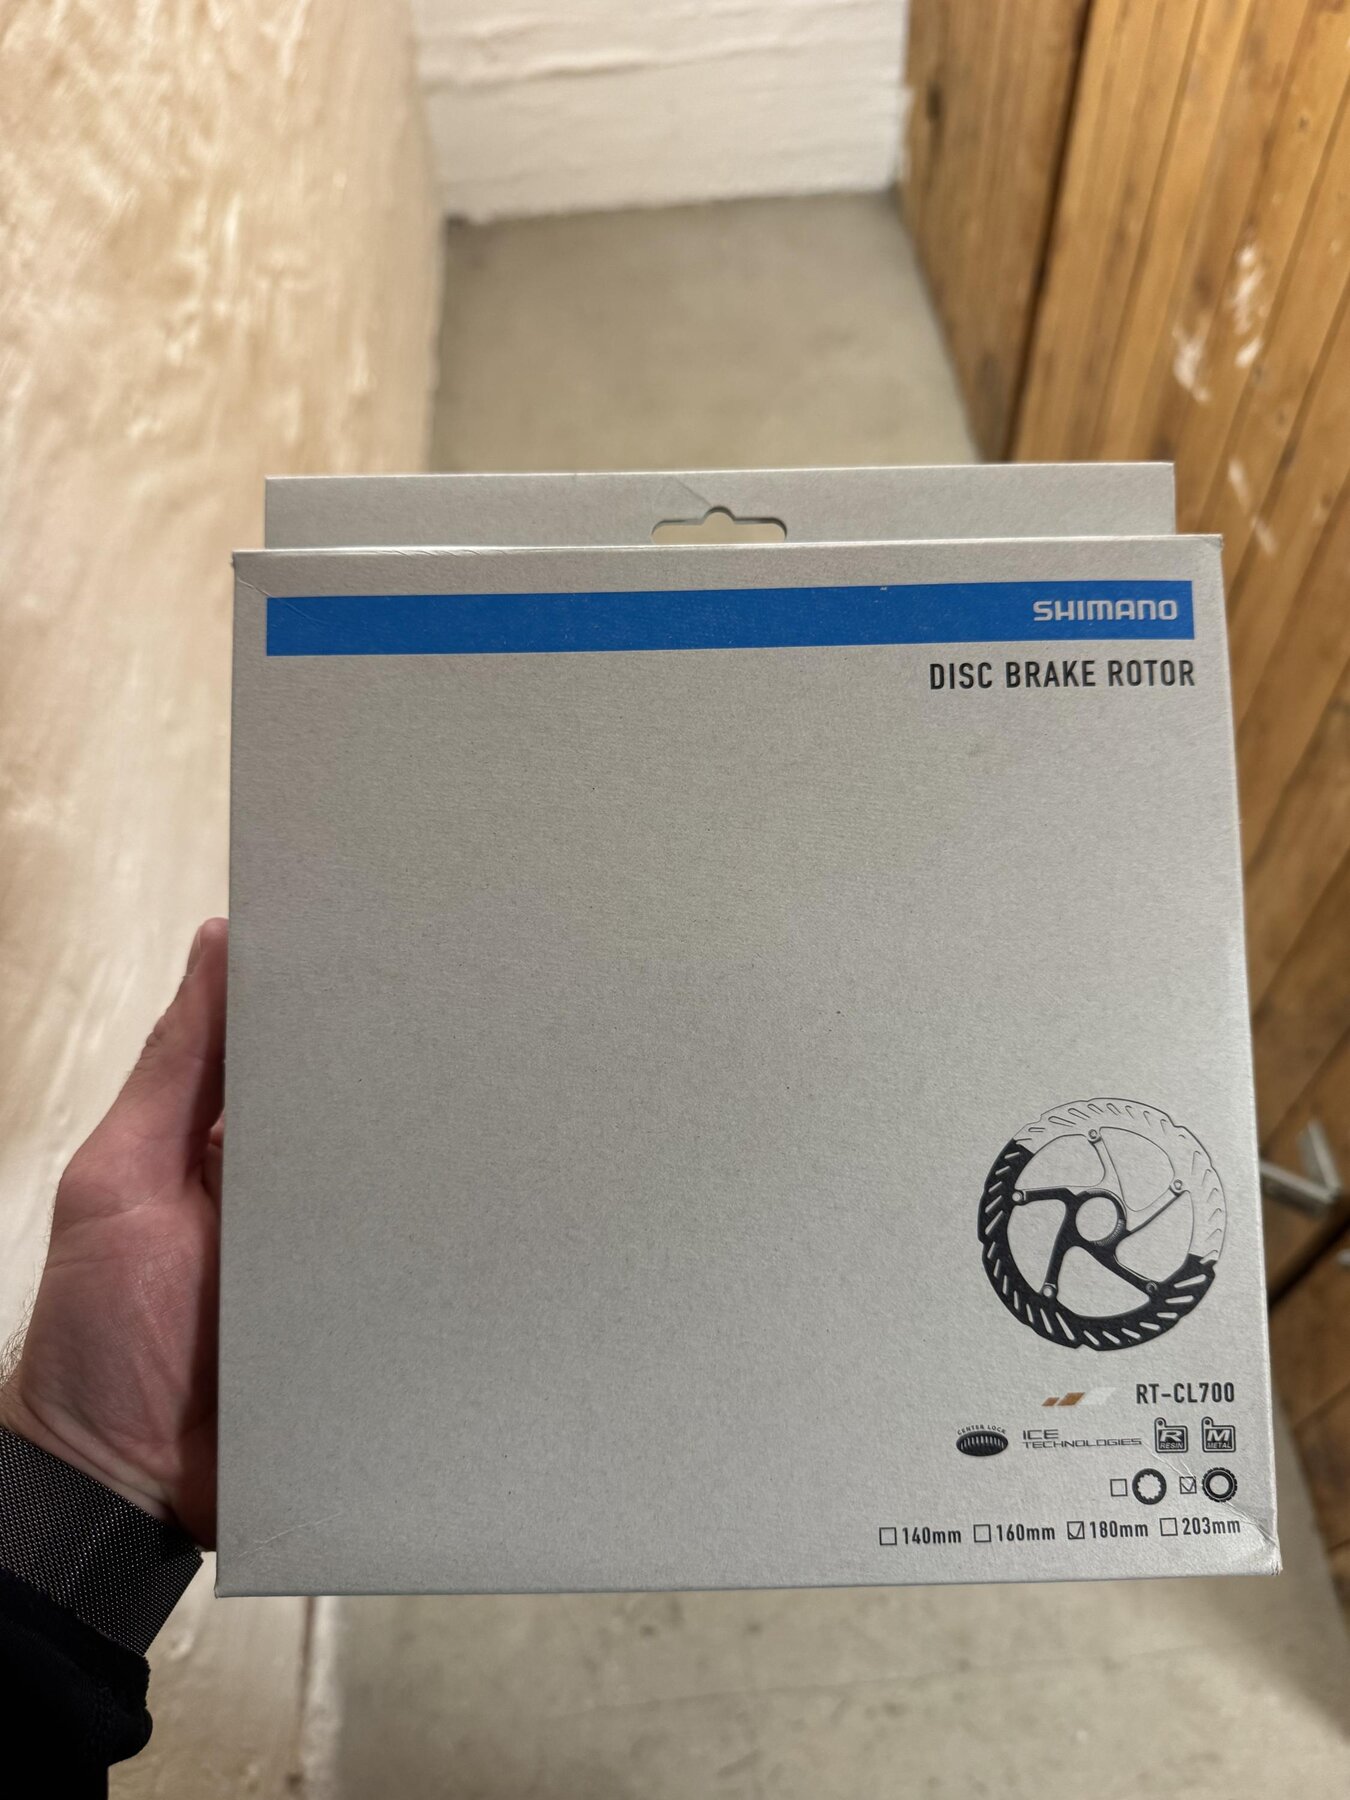 SHIMANO
DISC BRAKE ROTOR
RT-CL700
CENTER LOCK ICE TECHNOLOGIES R RESIN M METAL
140mm 160mm 180mm 203mm